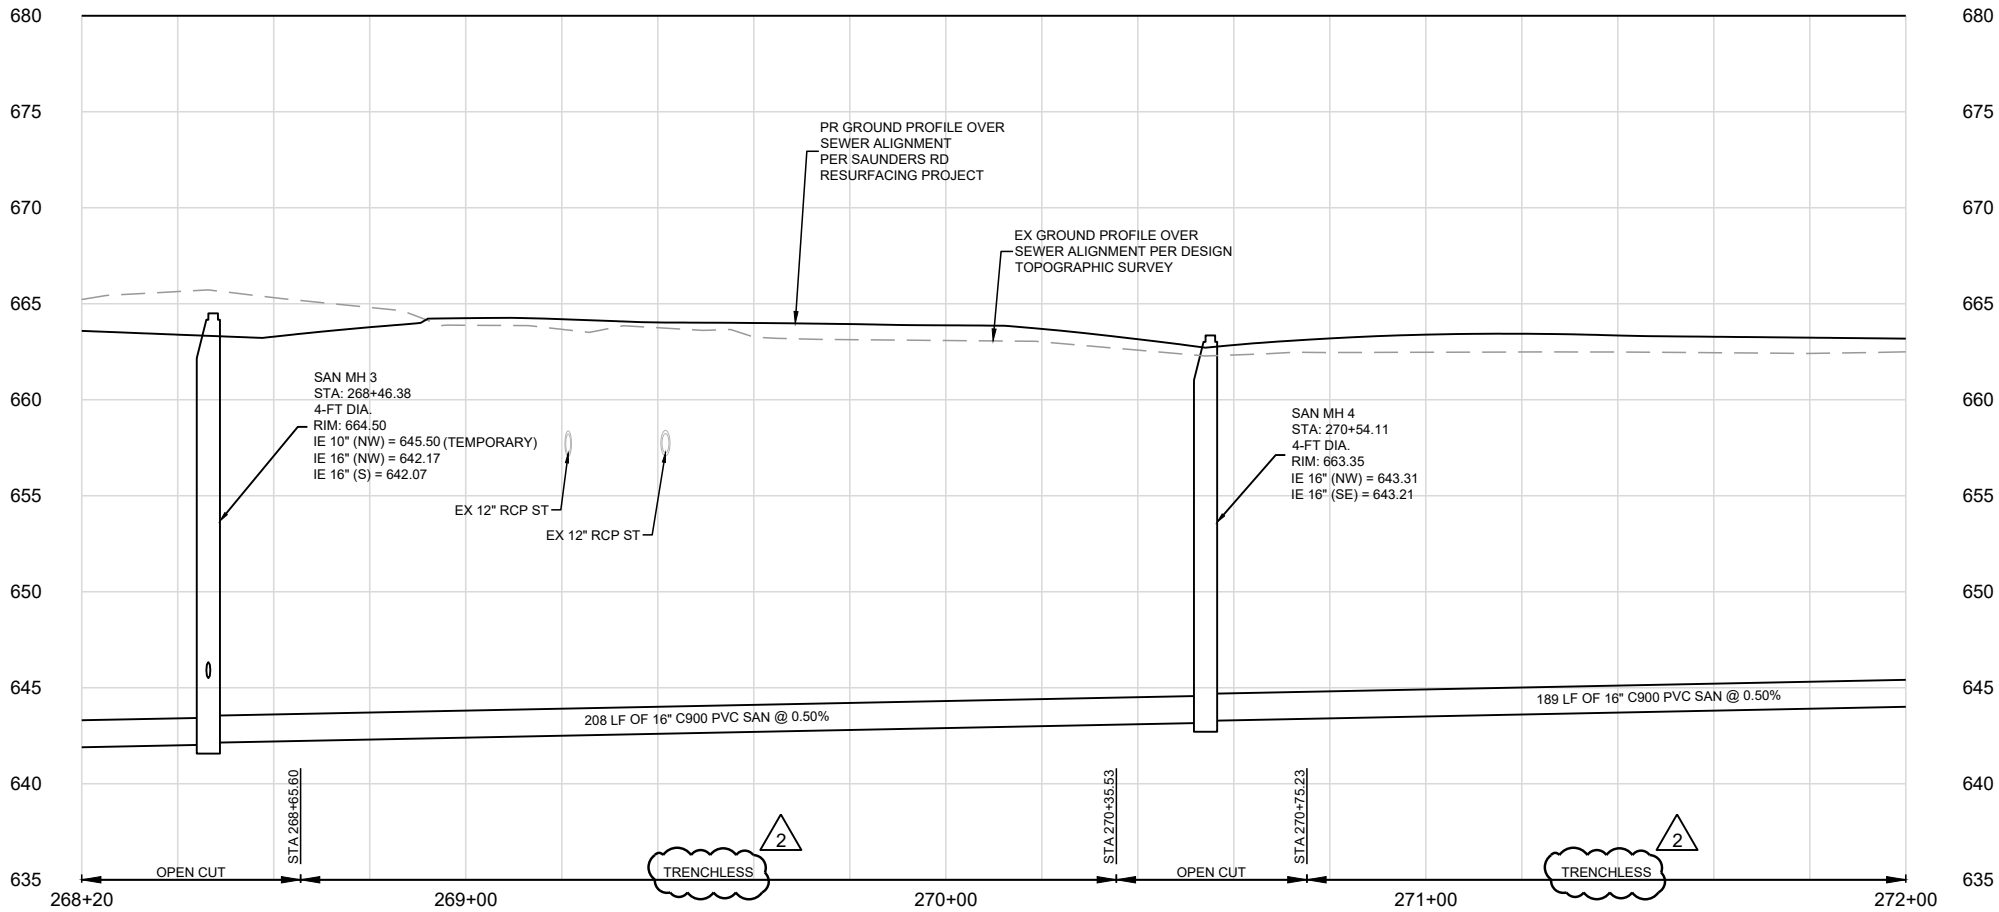 680
680
675
675
670
670
665
665
660
660
655
655
650
650
645
645
640
640
635
635
PR GROUND PROFILE OVER
SEWER ALIGNMENT
PER SAUNDERS RD
RESURFACING PROJECT
EX GROUND PROFILE OVER
SEWER ALIGNMENT PER DESIGN
TOPOGRAPHIC SURVEY
SAN MH 3
STA: 268+46.38
4-FT DIA.
RIM: 664.50
IE 10" (NW) = 645.50 (TEMPORARY)
IE 16" (NW) = 642.17
IE 16" (S) = 642.07
EX 12" RCP ST
EX 12" RCP ST
SAN MH 4
STA: 270+54.11
4-FT DIA.
RIM: 663.35
IE 16" (NW) = 643.31
IE 16" (SE) = 643.21
208 LF OF 16" C900 PVC SAN @ 0.50%
189 LF OF 16" C900 PVC SAN @ 0.50%
STA 268+65.60
STA 270+35.53
STA 270+75.23
2
2
OPEN CUT
TRENCHLESS
OPEN CUT
TRENCHLESS
268+20
269+00
270+00
271+00
272+00